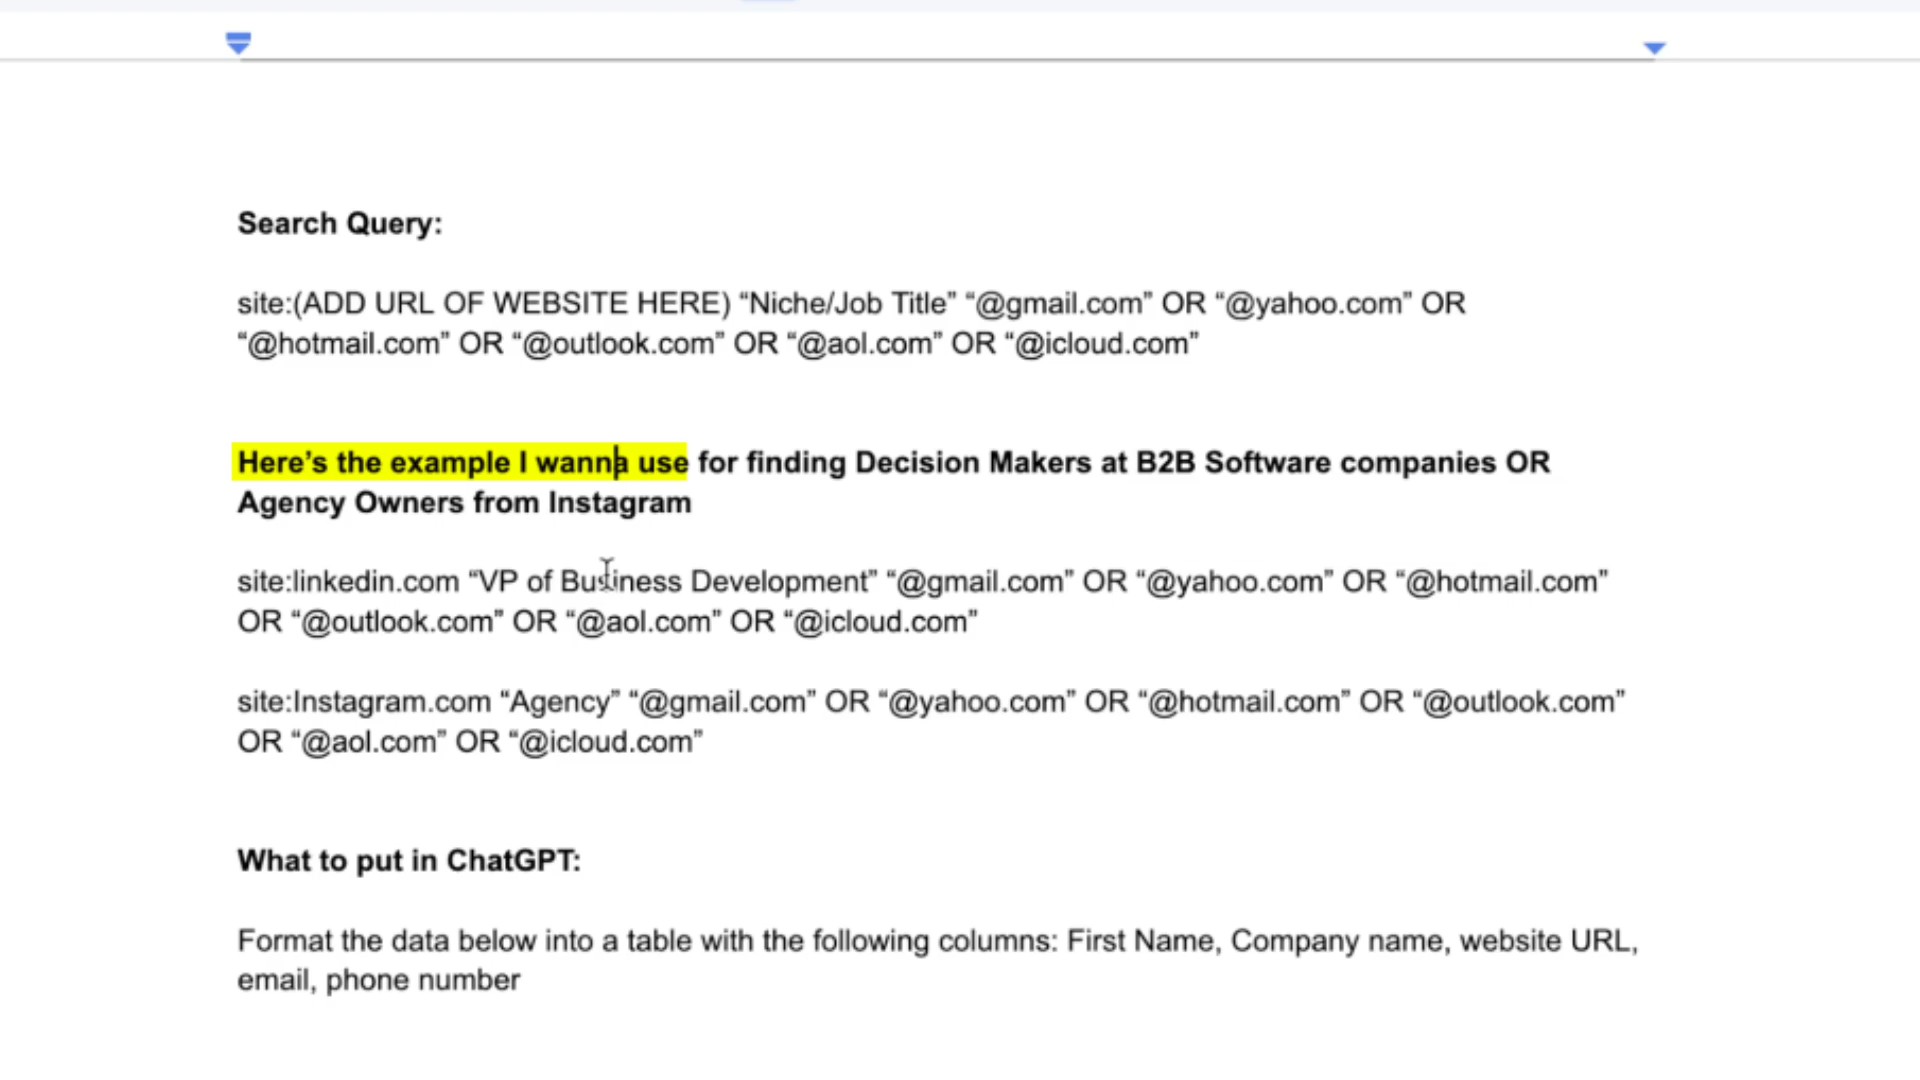 Search Query:
site:(ADD URL OF WEBSITE HERE) “Niche/Job Title” “@gmail.com” OR “@yahoo.com” OR
“@hotmail.com” OR “@outlook.com” OR “@aol.com” OR “@icloud.com”
Here’s the example I wanna use for finding Decision Makers at B2B Software companies OR
Agency Owners from Instagram
site:linkedin.com “VP of Business Development” “@gmail.com” OR “@yahoo.com” OR “@hotmail.com”
OR “@outlook.com” OR “@aol.com” OR “@icloud.com”
site:Instagram.com “Agency” “@gmail.com” OR “@yahoo.com” OR “@hotmail.com” OR “@outlook.com”
OR “@aol.com” OR “@icloud.com”
What to put in ChatGPT:
Format the data below into a table with the following columns: First Name, Company name, website URL,
email, phone number